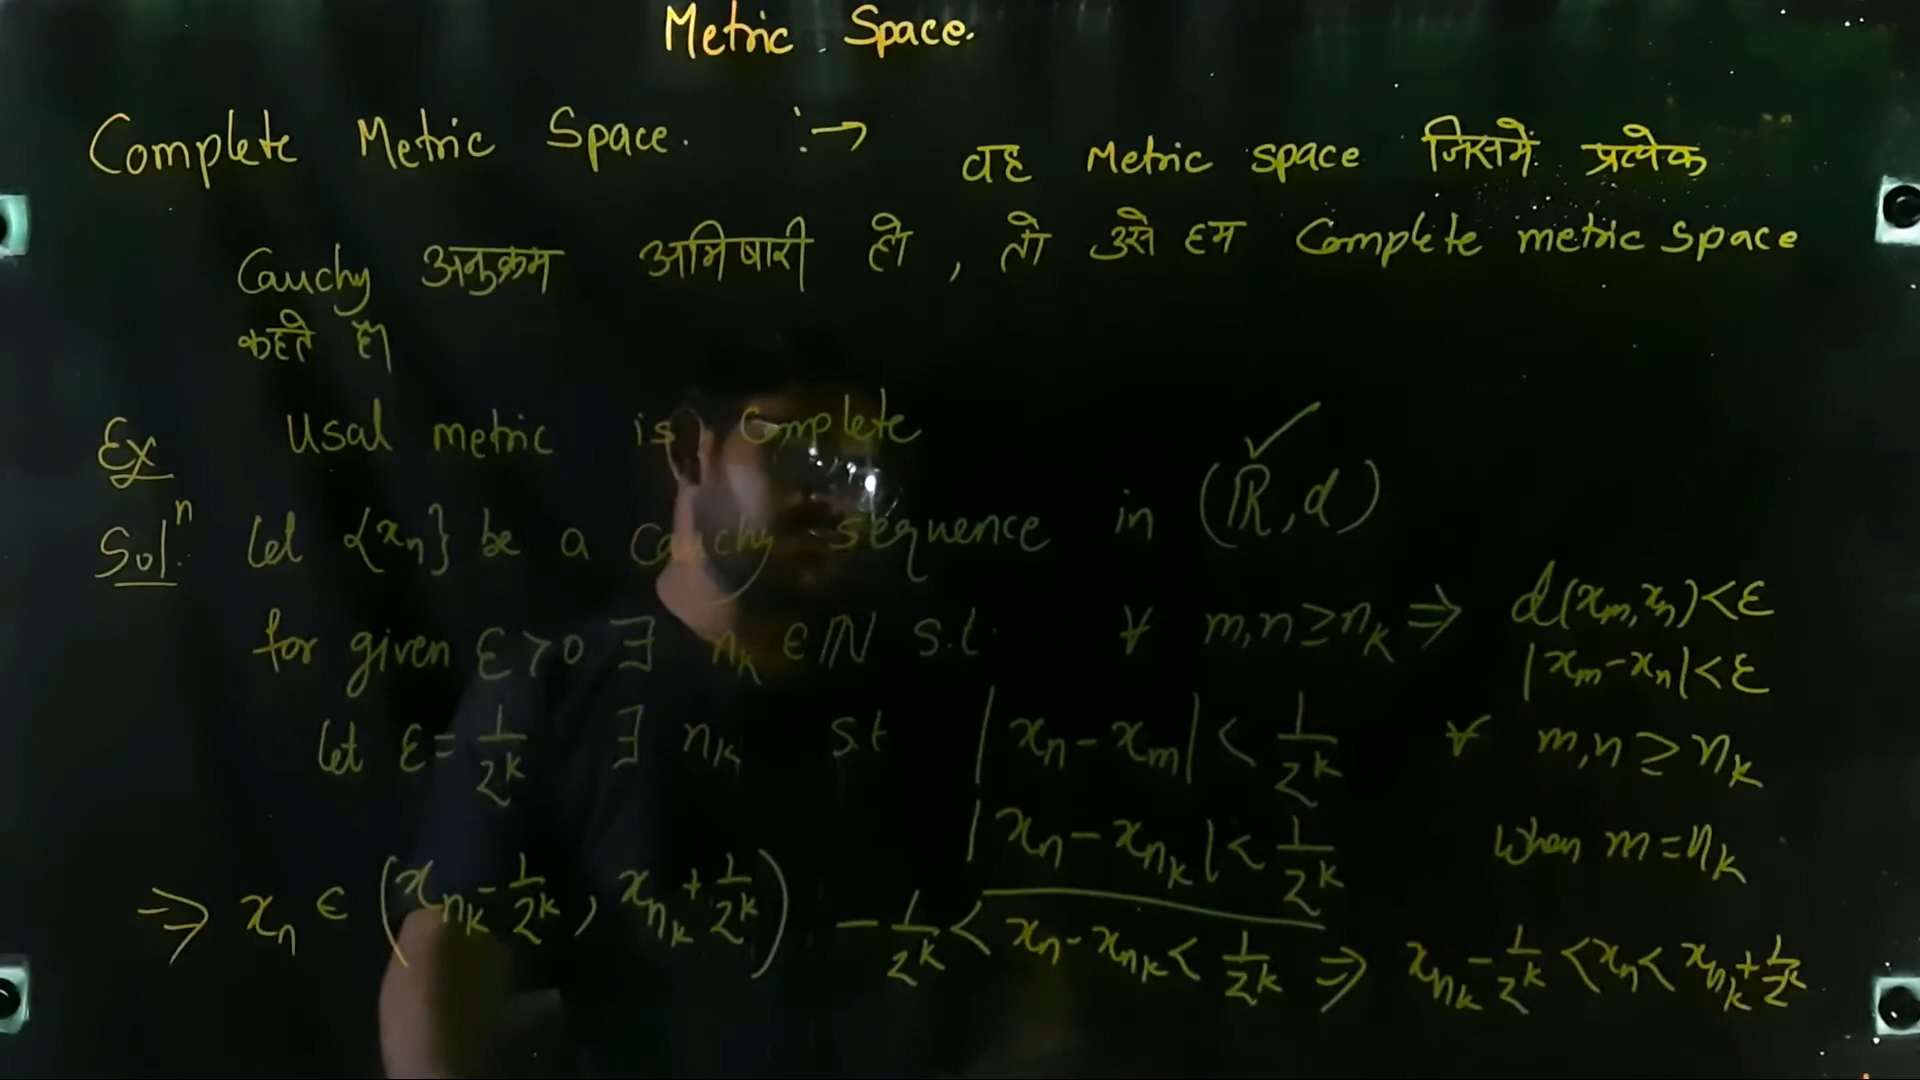 Metric Space.
Complete Metric Space. :→ वह Metric space जिसमें प्रत्येक
Cauchy अनुक्रम अभिषारी हो, तो उसे हम Complete metric space
कहते है।
Ex Usal metric is Complete
Solⁿ. Let {xₙ} be a Cauchy sequence in (ℝ, d) ✓
for given ε>0 ∃ n_k ∈ ℕ s.t. ∀ m,n ≥ n_k ⇒ d(x_m, x_n) < ε
|x_m - x_n| < ε
let ε = 1/2^k ∃ n_k s.t |x_n - x_m| < 1/2^k ∀ m,n ≥ n_k
|x_n - x_{n_k}| < 1/2^k when m = n_k
⇒ x_n ∈ (x_{n_k} - 1/2^k, x_{n_k} + 1/2^k) -1/2^k < x_n - x_{n_k} < 1/2^k ⇒ x_{n_k} - 1/2^k < x_n < x_{n_k} + 1/2^k